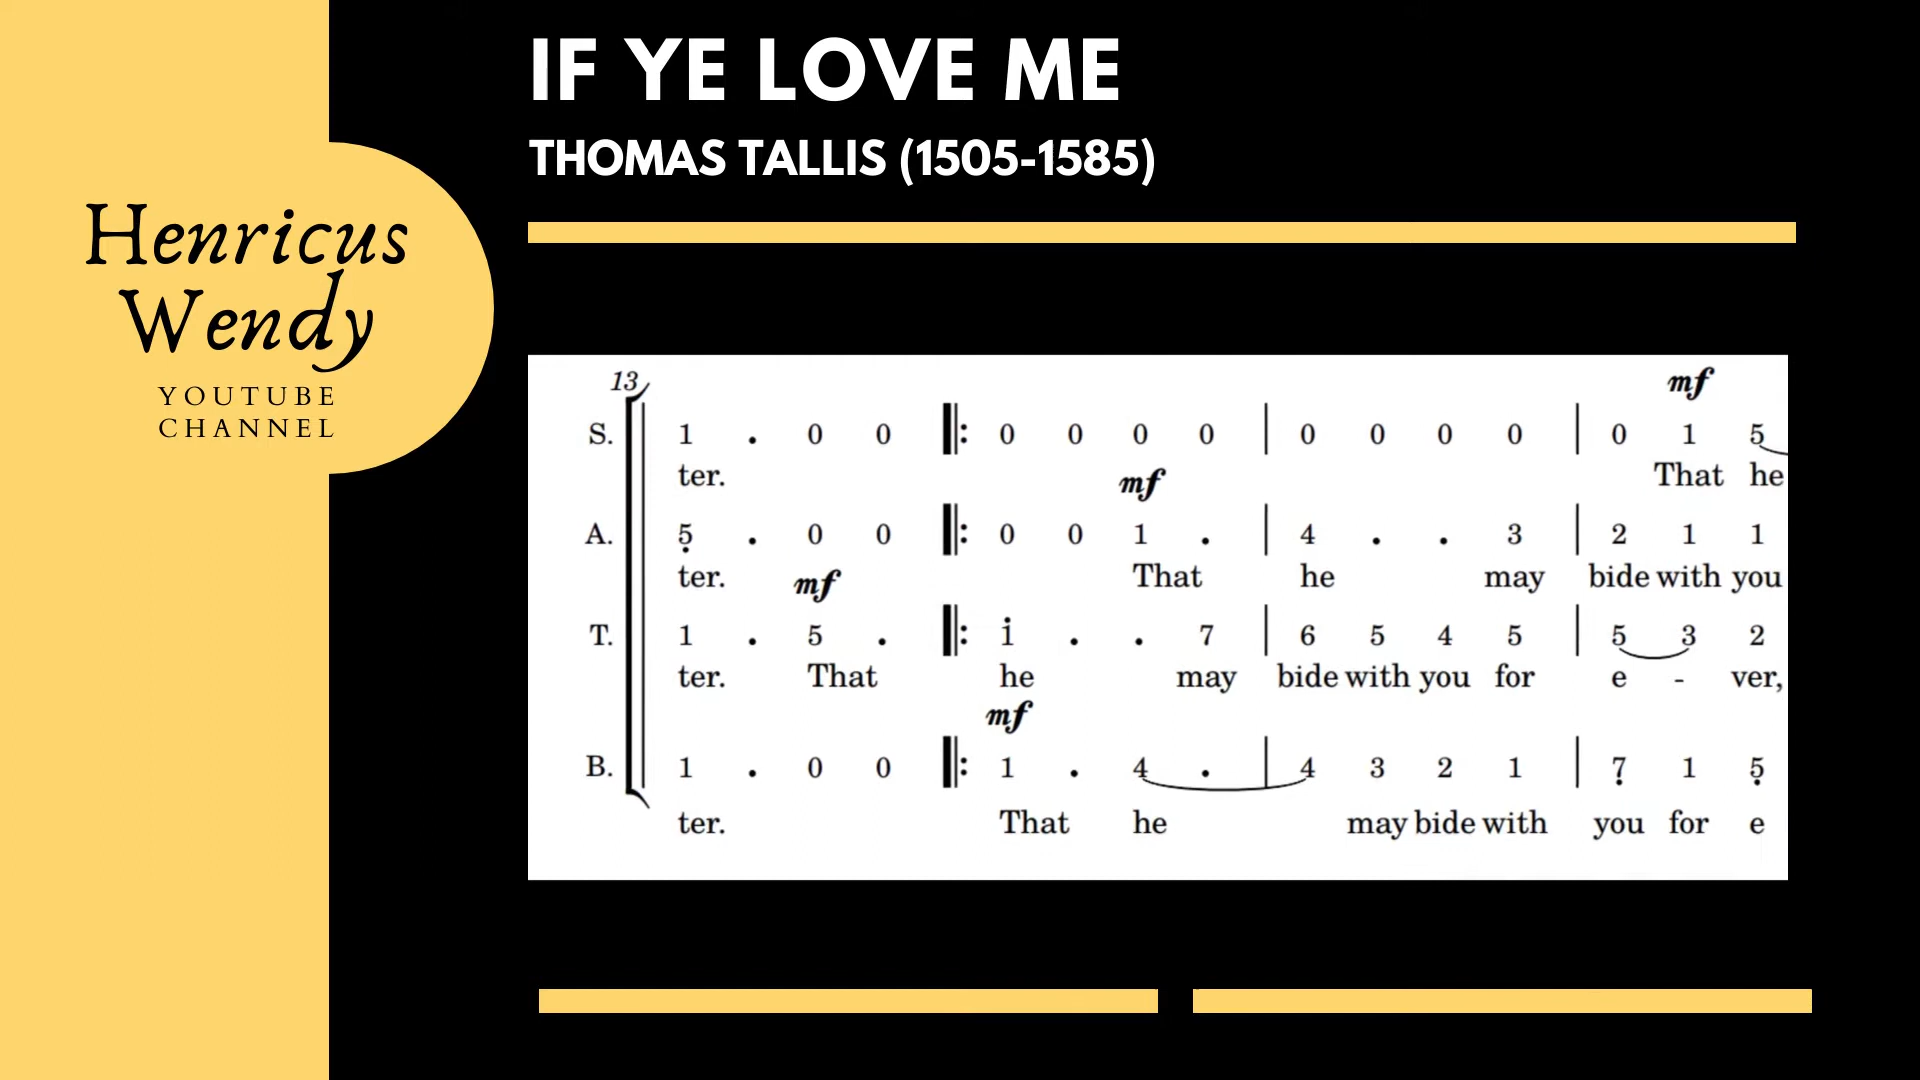 IF YE LOVE ME
THOMAS TALLIS (1505-1585)
Henricus
Wendy
YOUTUBE
CHANNEL
13
mf
S. 1 . 0 0 𝄆 0 0 0 0 | 0 0 0 0 | 0 1 5
ter. That he
mf
A. 5̣ . 0 0 𝄆 0 0 1 . | 4 . . 3 | 2 1 1
ter. That he may bide with you
mf
T. 1 . 5 . 𝄆 1̇ . . 7 | 6 5 4 5 | 5 3 2
ter. That he may bide with you for e - ver,
mf
B. 1 . 0 0 𝄆 1 . 4 . | 4 3 2 1 | 7̣ 1 5̣
ter. That he may bide with you for e